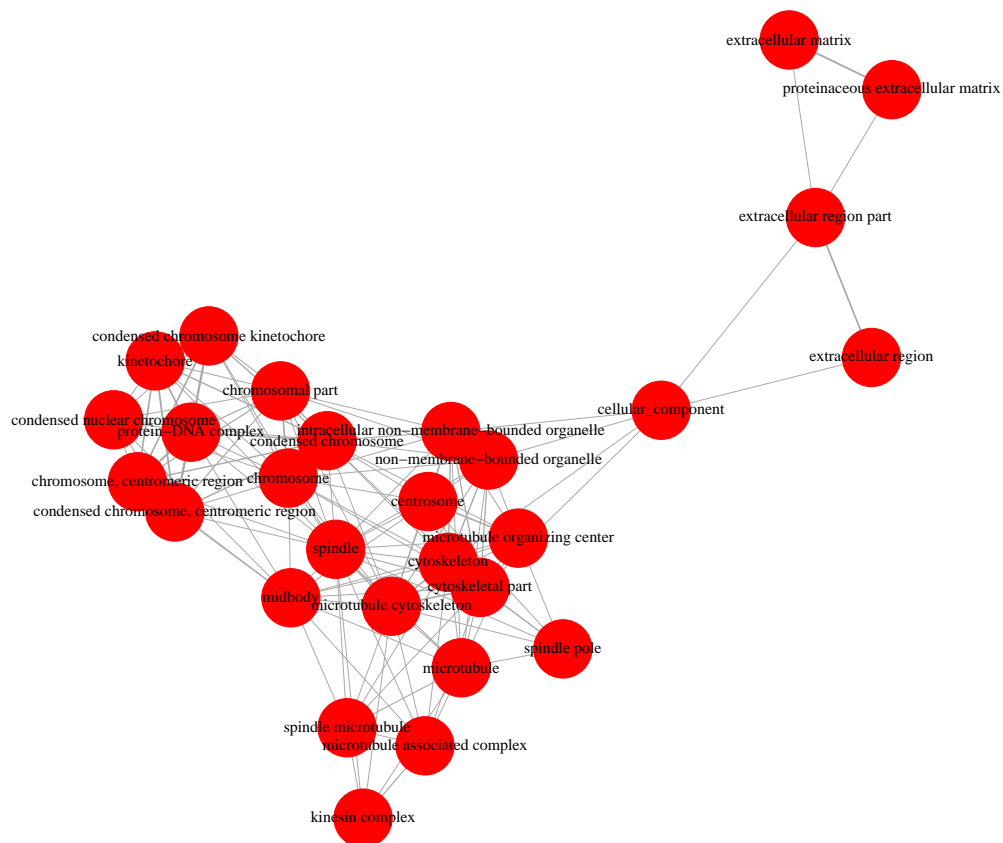 extracellular matrix
proteinaceous extracellular matrix
extracellular region part
condensed chromosome kinetochore
extracellular region
kinetochore
chromosomal part
cellular_component
condensed nuclear chromosome
protein−DNA complex
intracellular non−membrane−bounded organelle
condensed chromosome
non−membrane−bounded organelle
chromosome, centromeric region
chromosome
centrosome
condensed chromosome, centromeric region
microtubule organizing center
spindle
cytoskeleton
cytoskeletal part
midbody
microtubule cytoskeleton
spindle pole
microtubule
spindle microtubule
microtubule associated complex
kinesin complex